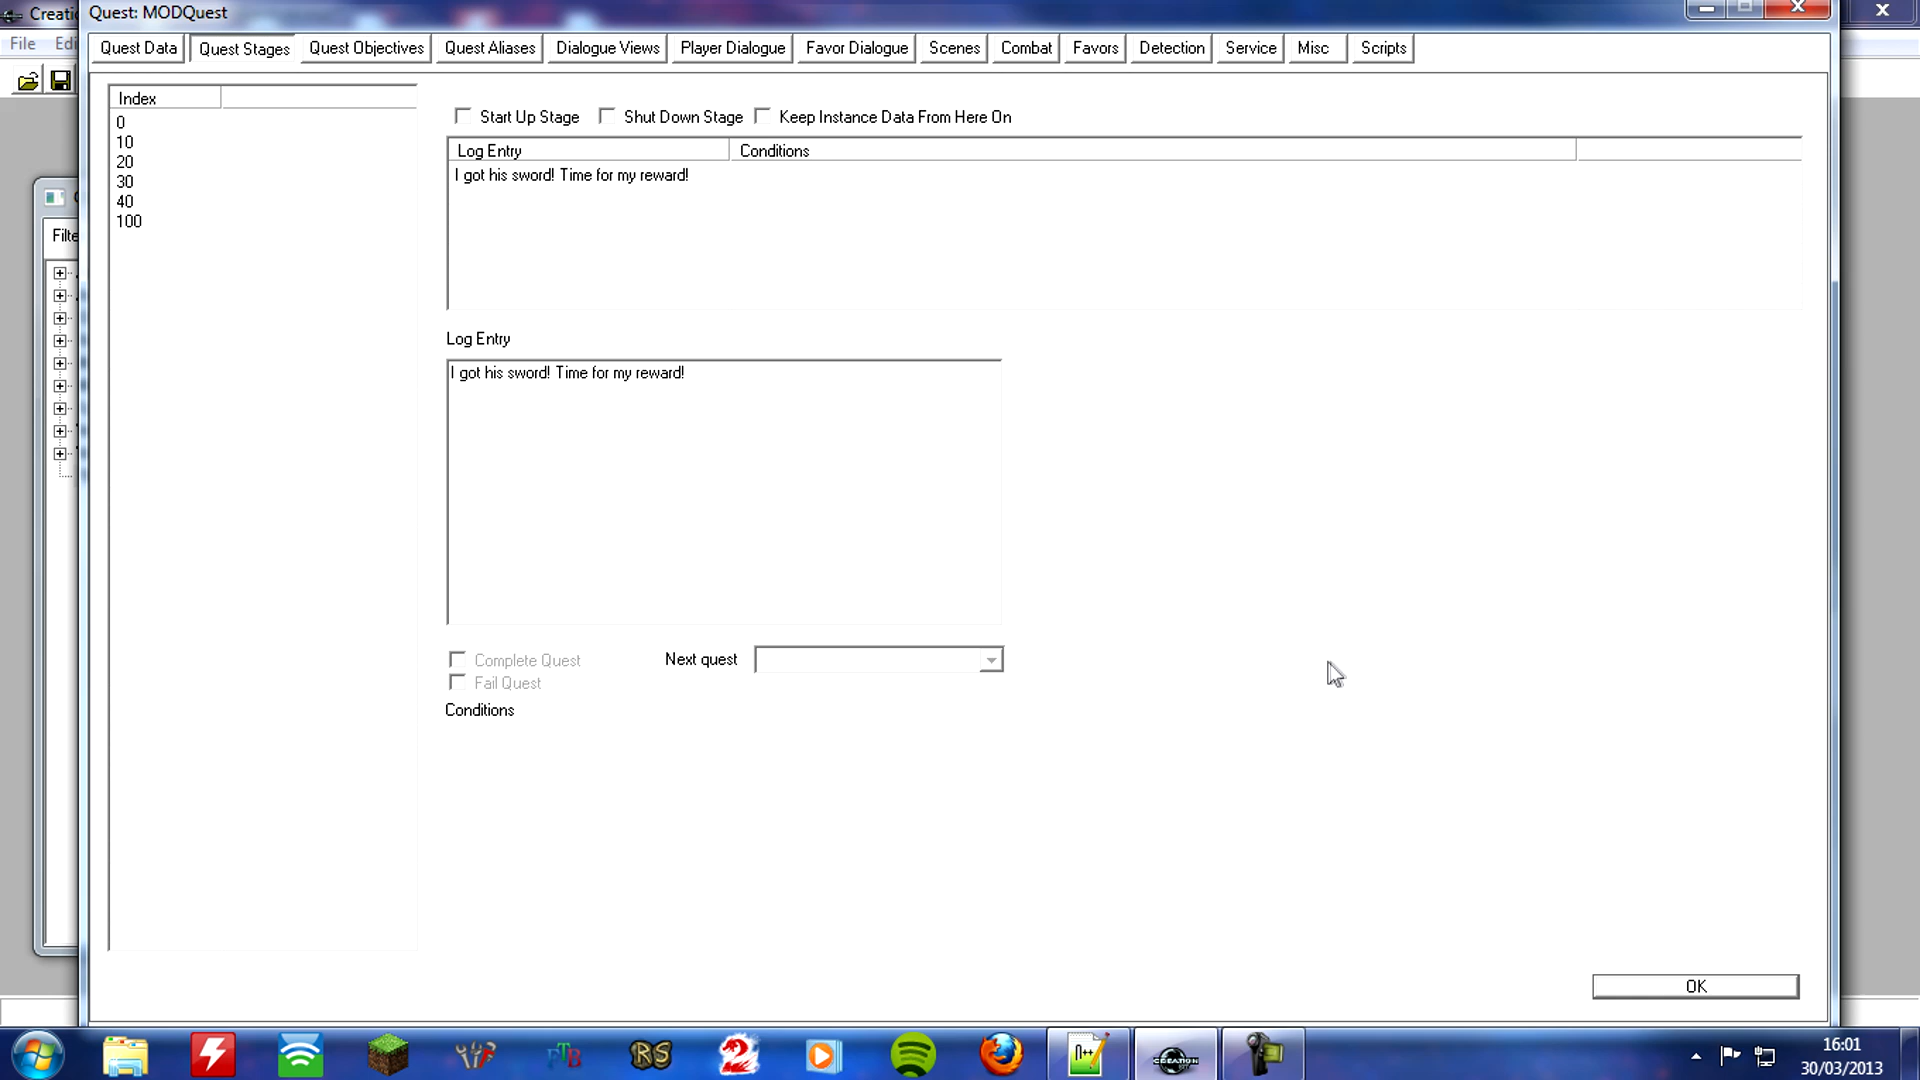 Creati
Quest: MODQuest
File
Edi
Quest Data
Quest Stages
Quest Objectives
Quest Aliases
Dialogue Views
Player Dialogue
Favor Dialogue
Scenes
Combat
Favors
Detection
Service
Misc
Scripts
Index
0
10
20
30
40
100
Filte
Start Up Stage
Shut Down Stage
Keep Instance Data From Here On
Log Entry
Conditions
I got his sword! Time for my reward!
Log Entry
I got his sword! Time for my reward!
Complete Quest
Next quest
Fail Quest
Conditions
OK
FTB
RS
2
n++
CREATION
16:01
30/03/2013